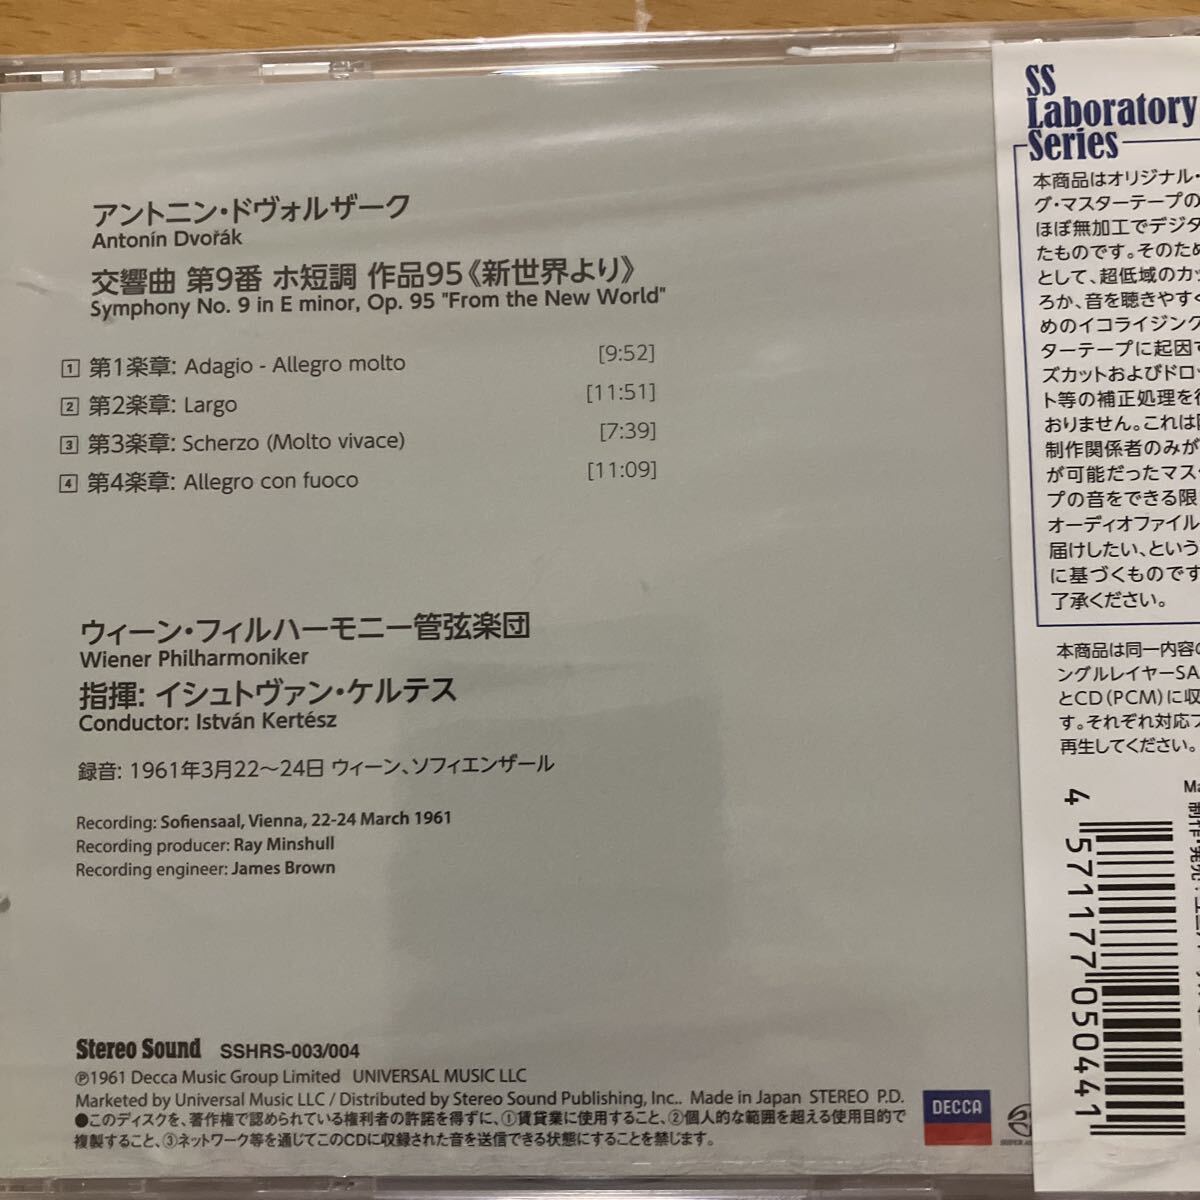 アントニン・ドヴォルザーク
Antonín Dvořák
交響曲 第9番 ホ短調 作品95《新世界より》
Symphony No. 9 in E minor, Op. 95 "From the New World"
1 第1楽章: Adagio - Allegro molto [9:52]
2 第2楽章: Largo [11:51]
3 第3楽章: Scherzo (Molto vivace) [7:39]
4 第4楽章: Allegro con fuoco [11:09]
ウィーン・フィルハーモニー管弦楽団
Wiener Philharmoniker
指揮: イシュトヴァン・ケルテス
Conductor: István Kertész
録音: 1961年3月22〜24日 ウィーン、ソフィエンザール
Recording: Sofiensaal, Vienna, 22-24 March 1961
Recording producer: Ray Minshull
Recording engineer: James Brown
Stereo Sound SSHRS-003/004
℗1961 Decca Music Group Limited UNIVERSAL MUSIC LLC
Marketed by Universal Music LLC / Distributed by Stereo Sound Publishing, Inc.. Made in Japan STEREO P.D.
●このディスクを、著作権で認められている権利者の許諾を得ずに、①賃貸業に使用すること、②個人的な範囲を超える使用目的で
複製すること、③ネットワーク等を通じてこのCDに収録された音を送信できる状態にすることを禁じます。
DECCA
SS
Laboratory
Series
本商品はオリジナル・
グ・マスターテープの
ほぼ無加工でデジタ
たものです。そのため
として、超低域のカッ
ろか、音を聴きやすく
めのイコライジング
ターテープに起因す
ズカットおよびドロッ
ト等の補正処理を行
おりません。これは
制作関係者のみが
が可能だったマス
プの音をできる限
オーディオファイル
届けしたい、という
に基づくものです
了承ください。
本商品は同一内容の
ングルレイヤーSA
とCD(PCM)に収
す。それぞれ対応プ
再生してください。
4 571177 050441